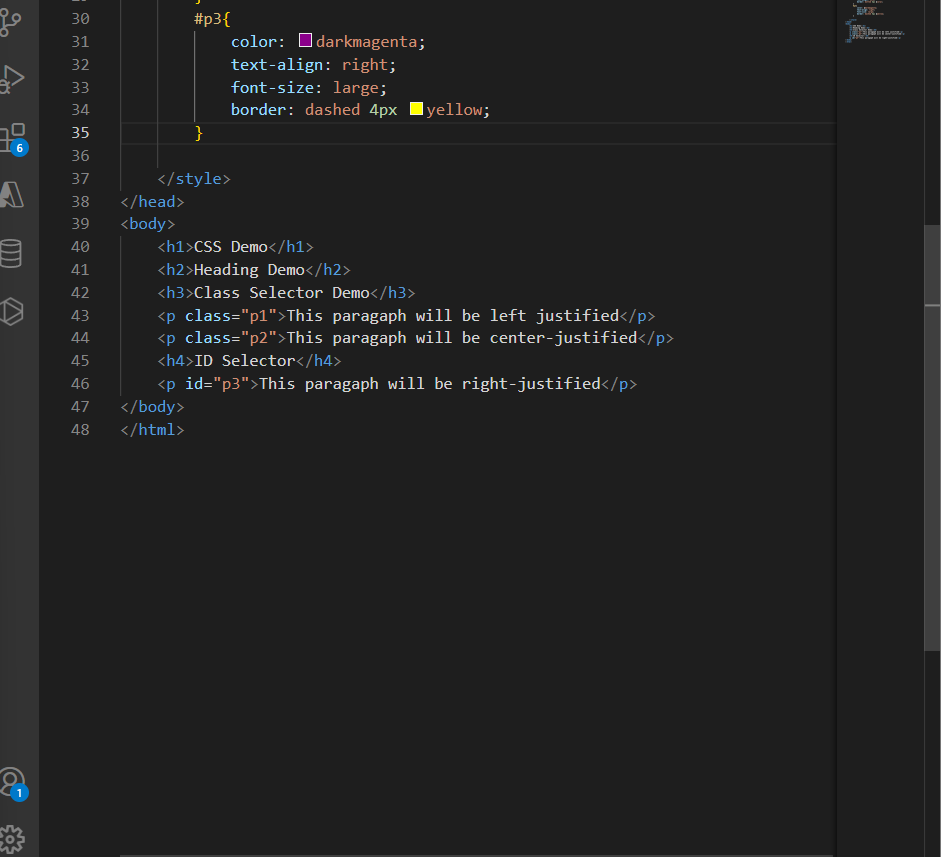 30 #p3{
31 color: darkmagenta;
32 text-align: right;
33 font-size: large;
34 border: dashed 4px yellow;
35 }
36
37 </style>
38 </head>
39 <body>
40 <h1>CSS Demo</h1>
41 <h2>Heading Demo</h2>
42 <h3>Class Selector Demo</h3>
43 <p class="p1">This paragaph will be left justified</p>
44 <p class="p2">This paragaph will be center-justified</p>
45 <h4>ID Selector</h4>
46 <p id="p3">This paragaph will be right-justified</p>
47 </body>
48 </html>
6
1